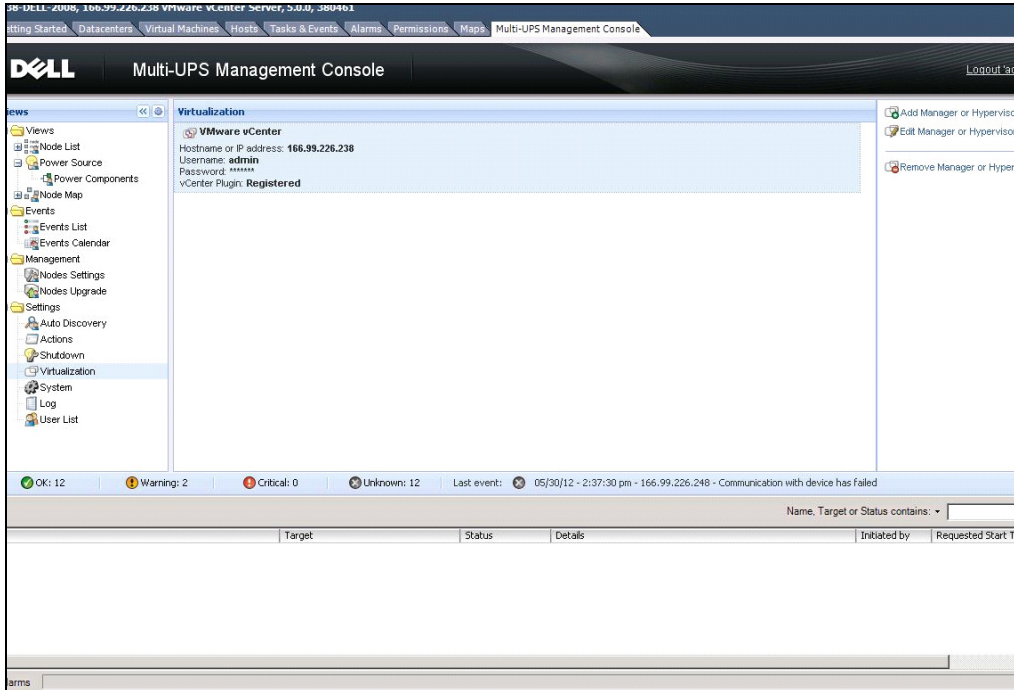 38-DELL-2008, 166.99.226.238 VMware vCenter Server, 5.0.0, 380461
etting Started Datacenters Virtual Machines Hosts Tasks & Events Alarms Permissions Maps Multi-UPS Management Console
DELL Multi-UPS Management Console Logout 'ad
iews
Views
Node List
Power Source
Power Components
Node Map
Events
Events List
Events Calendar
Management
Nodes Settings
Nodes Upgrade
Settings
Auto Discovery
Actions
Shutdown
Virtualization
System
Log
User List
Virtualization
VMware vCenter
Hostname or IP address: 166.99.226.238
Username: admin
Password: *******
vCenter Plugin: Registered
Add Manager or Hyperviso
Edit Manager or Hypervisor
Remove Manager or Hyper
OK: 12 Warning: 2 Critical: 0 Unknown: 12 Last event: 05/30/12 - 2:37:30 pm - 166.99.226.248 - Communication with device has failed
Name, Target or Status contains:
Target Status Details Initiated by Requested Start T
larms